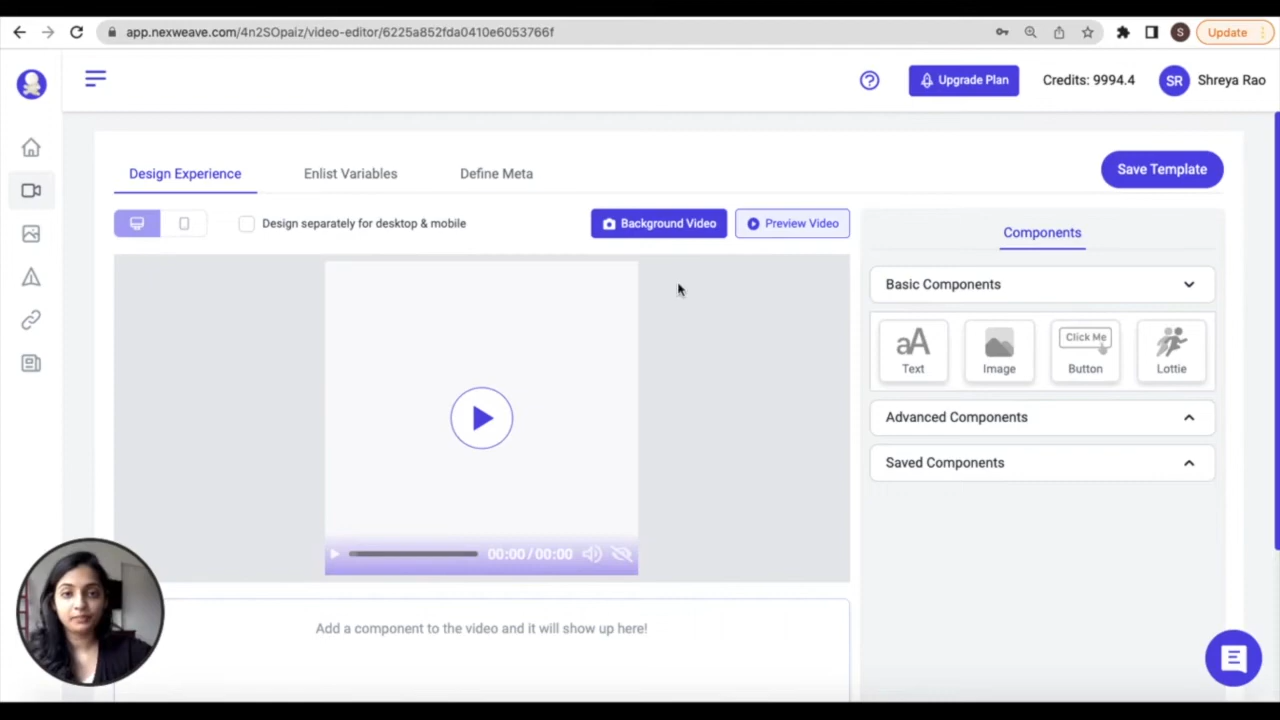 app.nexweave.com/4n2SOpaiz/video-editor/6225a852fda0410e6053766f
S
Update
Upgrade Plan
Credits: 9994.4
SR
Shreya Rao
Design Experience
Enlist Variables
Define Meta
Save Template
Design separately for desktop & mobile
Background Video
Preview Video
Components
Basic Components
aA
Text
Image
Click Me
Button
Lottie
Advanced Components
Saved Components
00:00/00:00
Add a component to the video and it will show up here!